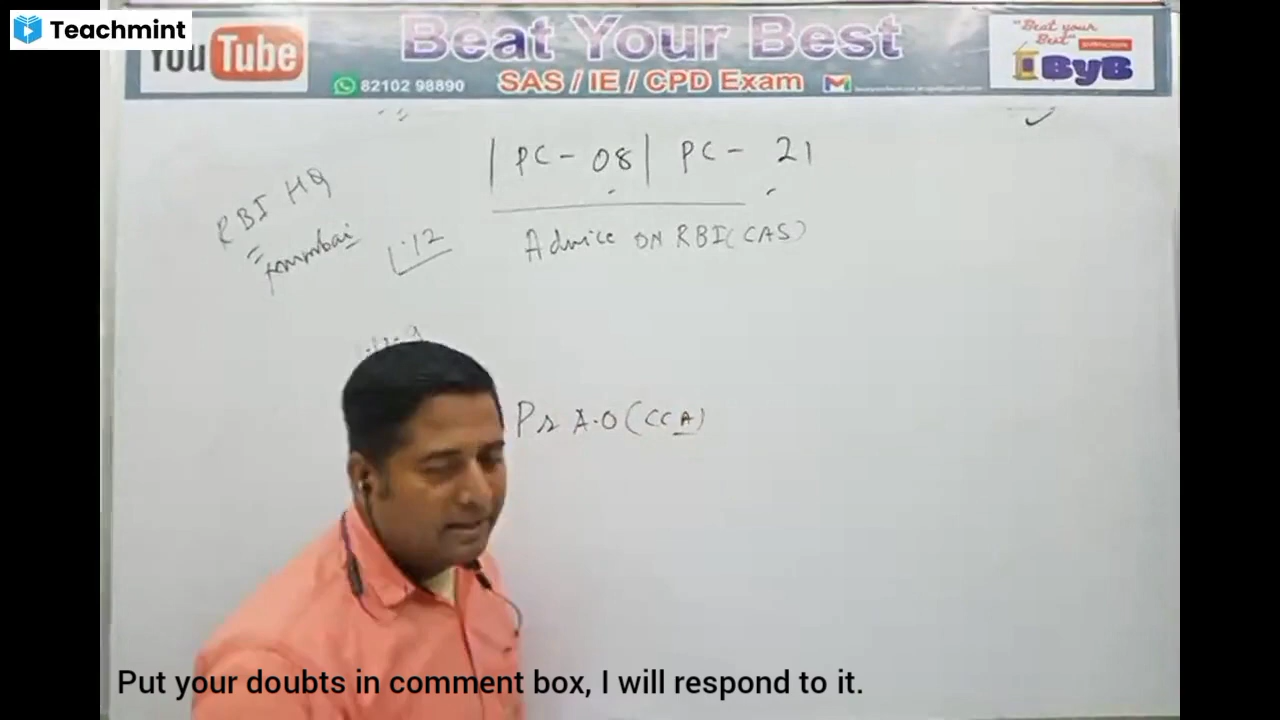 Teachmint
YouTube
Beat Your Best
82102 98890
SAS / IE / CPD Exam
"Beat your Best"
ByB
PC - 08 | PC - 21
RBI HQ
Mumbai
1.12
Advice ON RBI (CAS)
Pr A.O (CCA)
Put your doubts in comment box, I will respond to it.